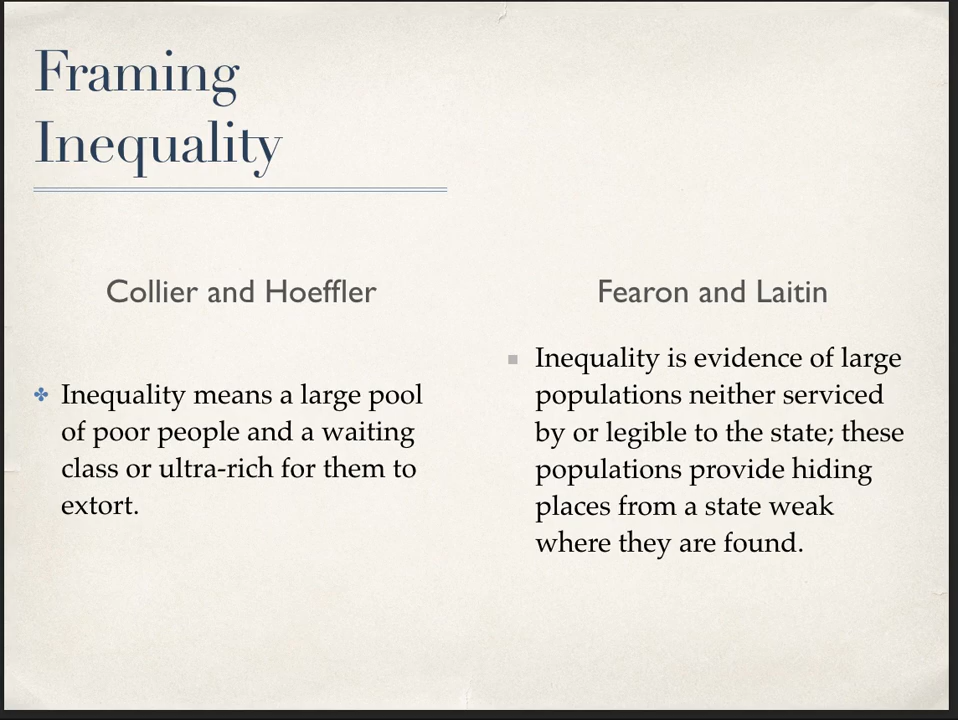 Framing
Inequality
Collier and Hoeffler
Inequality means a large pool
of poor people and a waiting
class or ultra-rich for them to
extort.
Fearon and Laitin
Inequality is evidence of large
populations neither serviced
by or legible to the state; these
populations provide hiding
places from a state weak
where they are found.